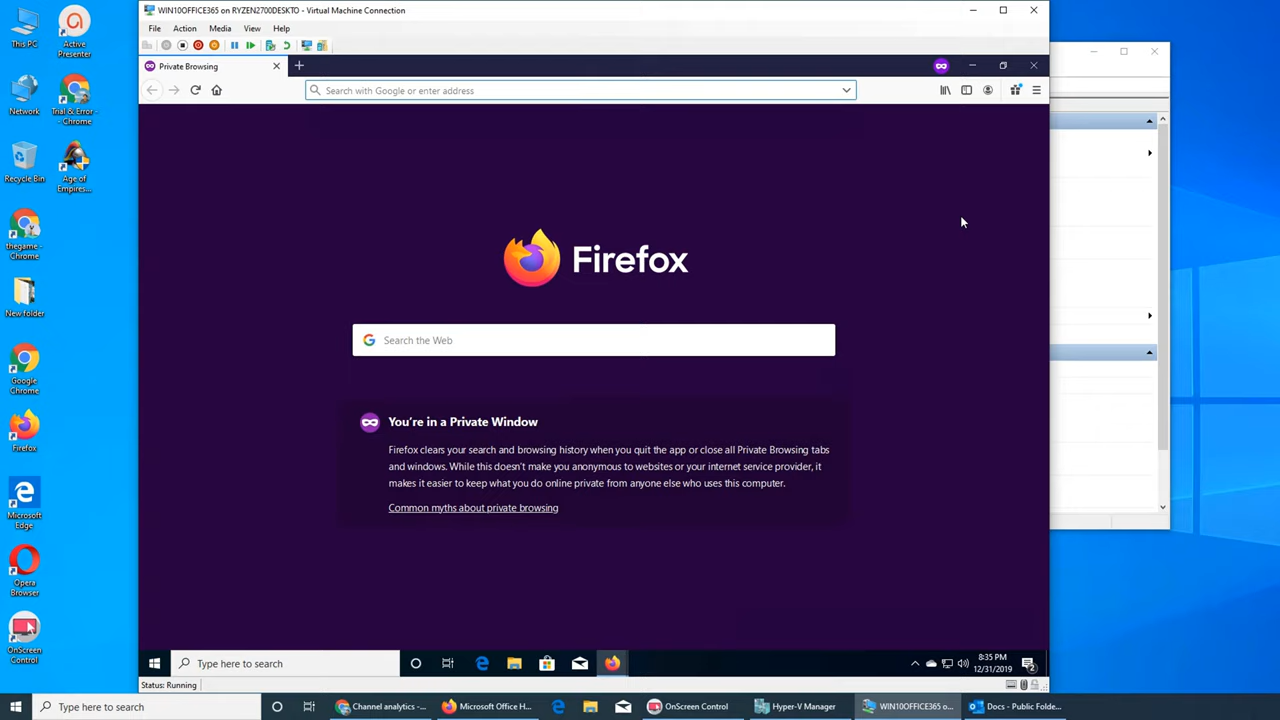 WIN10OFFICE365 on RYZEN2700DESKTO - Virtual Machine Connection
File Action Media View Help
Private Browsing
Search with Google or enter address
Firefox
Search the Web
You're in a Private Window
Firefox clears your search and browsing history when you quit the app or close all Private Browsing tabs
and windows. While this doesn't make you anonymous to websites or your internet service provider, it
makes it easier to keep what you do online private from anyone else who uses this computer.
Common myths about private browsing
Type here to search
8:35 PM
12/31/2019
2
Status: Running
This PC
Active
Presenter
Network
Trial & Error -
- Chrome
Recycle Bin
Age of
Empires...
thegame -
Chrome
New folder
Google
Chrome
Firefox
Microsoft
Edge
Opera
Browser
OnScreen
Control
Type here to search
Channel analytics -...
Microsoft Office H...
OnScreen Control
Hyper-V Manager
WIN10OFFICE365 o...
Docs - Public Folde...